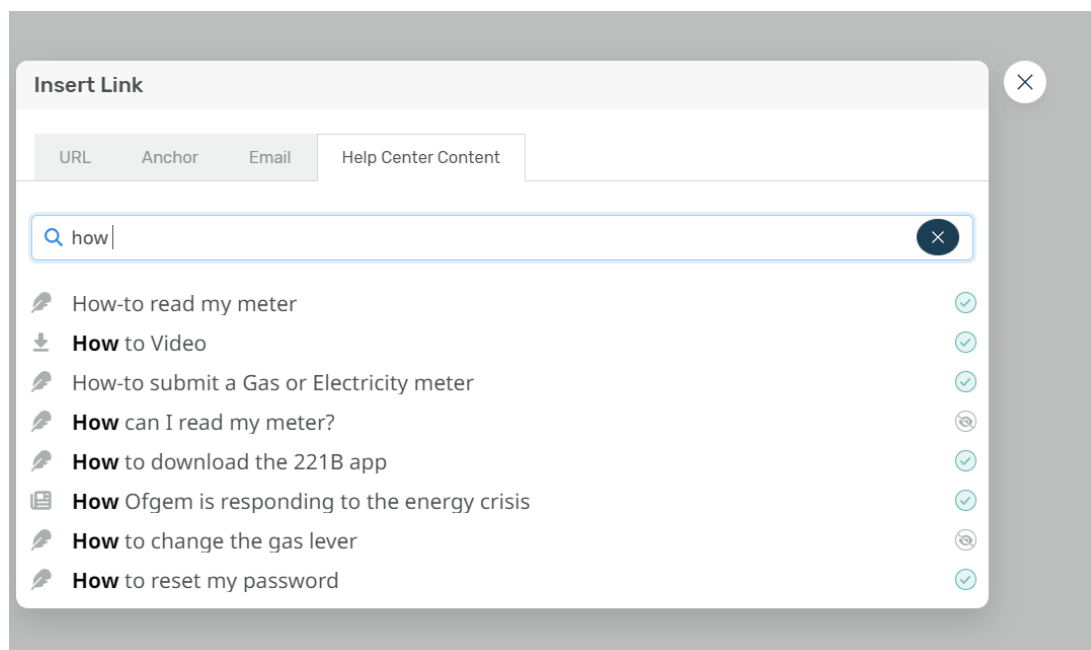 Insert Link
URL Anchor Email Help Center Content
how
How-to read my meter
How to Video
How-to submit a Gas or Electricity meter
How can I read my meter?
How to download the 221B app
How Ofgem is responding to the energy crisis
How to change the gas lever
How to reset my password